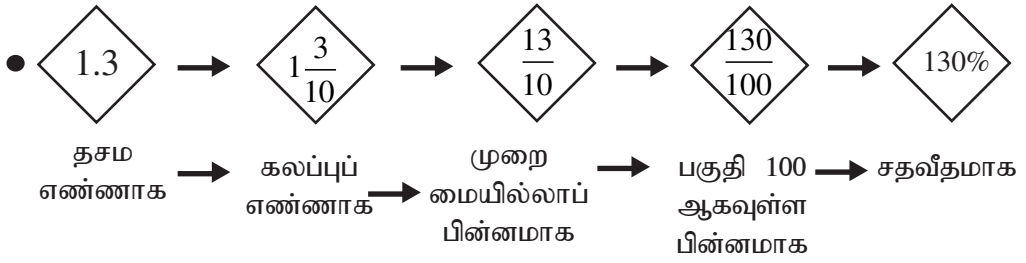 ● 1.3 → 1 3/10 → 13/10 → 130/100 → 130%
தசம எண்ணாக → கலப்புப் எண்ணாக → முறை மையில்லாப் பின்னமாக → பகுதி 100 ஆகவுள்ள பின்னமாக → சதவீதமாக